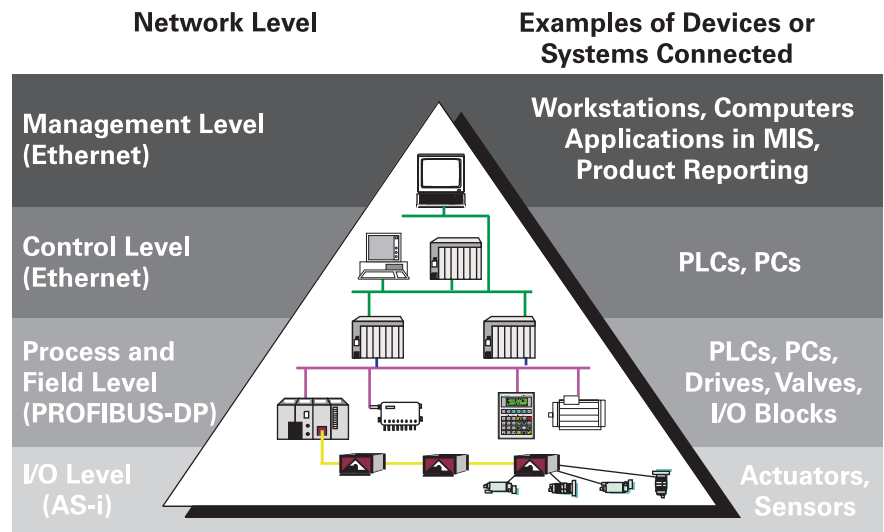 Network Level
Examples of Devices or
Systems Connected
Management Level
(Ethernet)
Workstations, Computers
Applications in MIS,
Product Reporting
Control Level
(Ethernet)
PLCs, PCs
Process and
Field Level
(PROFIBUS-DP)
PLCs, PCs,
Drives, Valves,
I/O Blocks
I/O Level
(AS-i)
Actuators,
Sensors